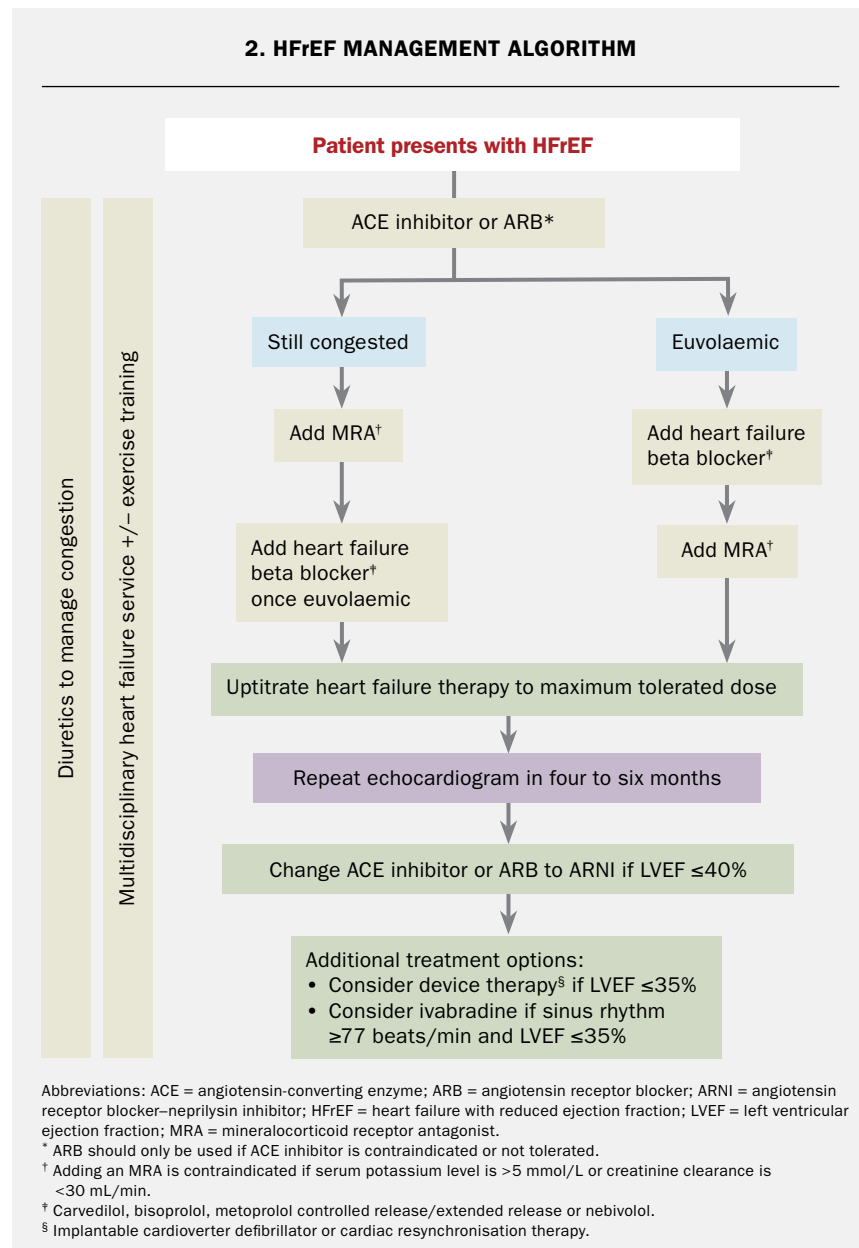 2. HFrEF MANAGEMENT ALGORITHM
Patient presents with HFrEF
ACE inhibitor or ARB*
Still congested
Euvolaemic
Add MRA†
Add heart failure
beta blocker‡
Add heart failure
beta blocker‡
once euvolaemic
Add MRA†
Uptitrate heart failure therapy to maximum tolerated dose
Repeat echocardiogram in four to six months
Change ACE inhibitor or ARB to ARNI if LVEF ≤40%
Additional treatment options:
• Consider device therapy§ if LVEF ≤35%
• Consider ivabradine if sinus rhythm
≥77 beats/min and LVEF ≤35%
Diuretics to manage congestion
Multidisciplinary heart failure service +/– exercise training
Abbreviations: ACE = angiotensin-converting enzyme; ARB = angiotensin receptor blocker; ARNI = angiotensin
receptor blocker–neprilysin inhibitor; HFrEF = heart failure with reduced ejection fraction; LVEF = left ventricular
ejection fraction; MRA = mineralocorticoid receptor antagonist.
* ARB should only be used if ACE inhibitor is contraindicated or not tolerated.
† Adding an MRA is contraindicated if serum potassium level is >5 mmol/L or creatinine clearance is
<30 mL/min.
‡ Carvedilol, bisoprolol, metoprolol controlled release/extended release or nebivolol.
§ Implantable cardioverter defibrillator or cardiac resynchronisation therapy.